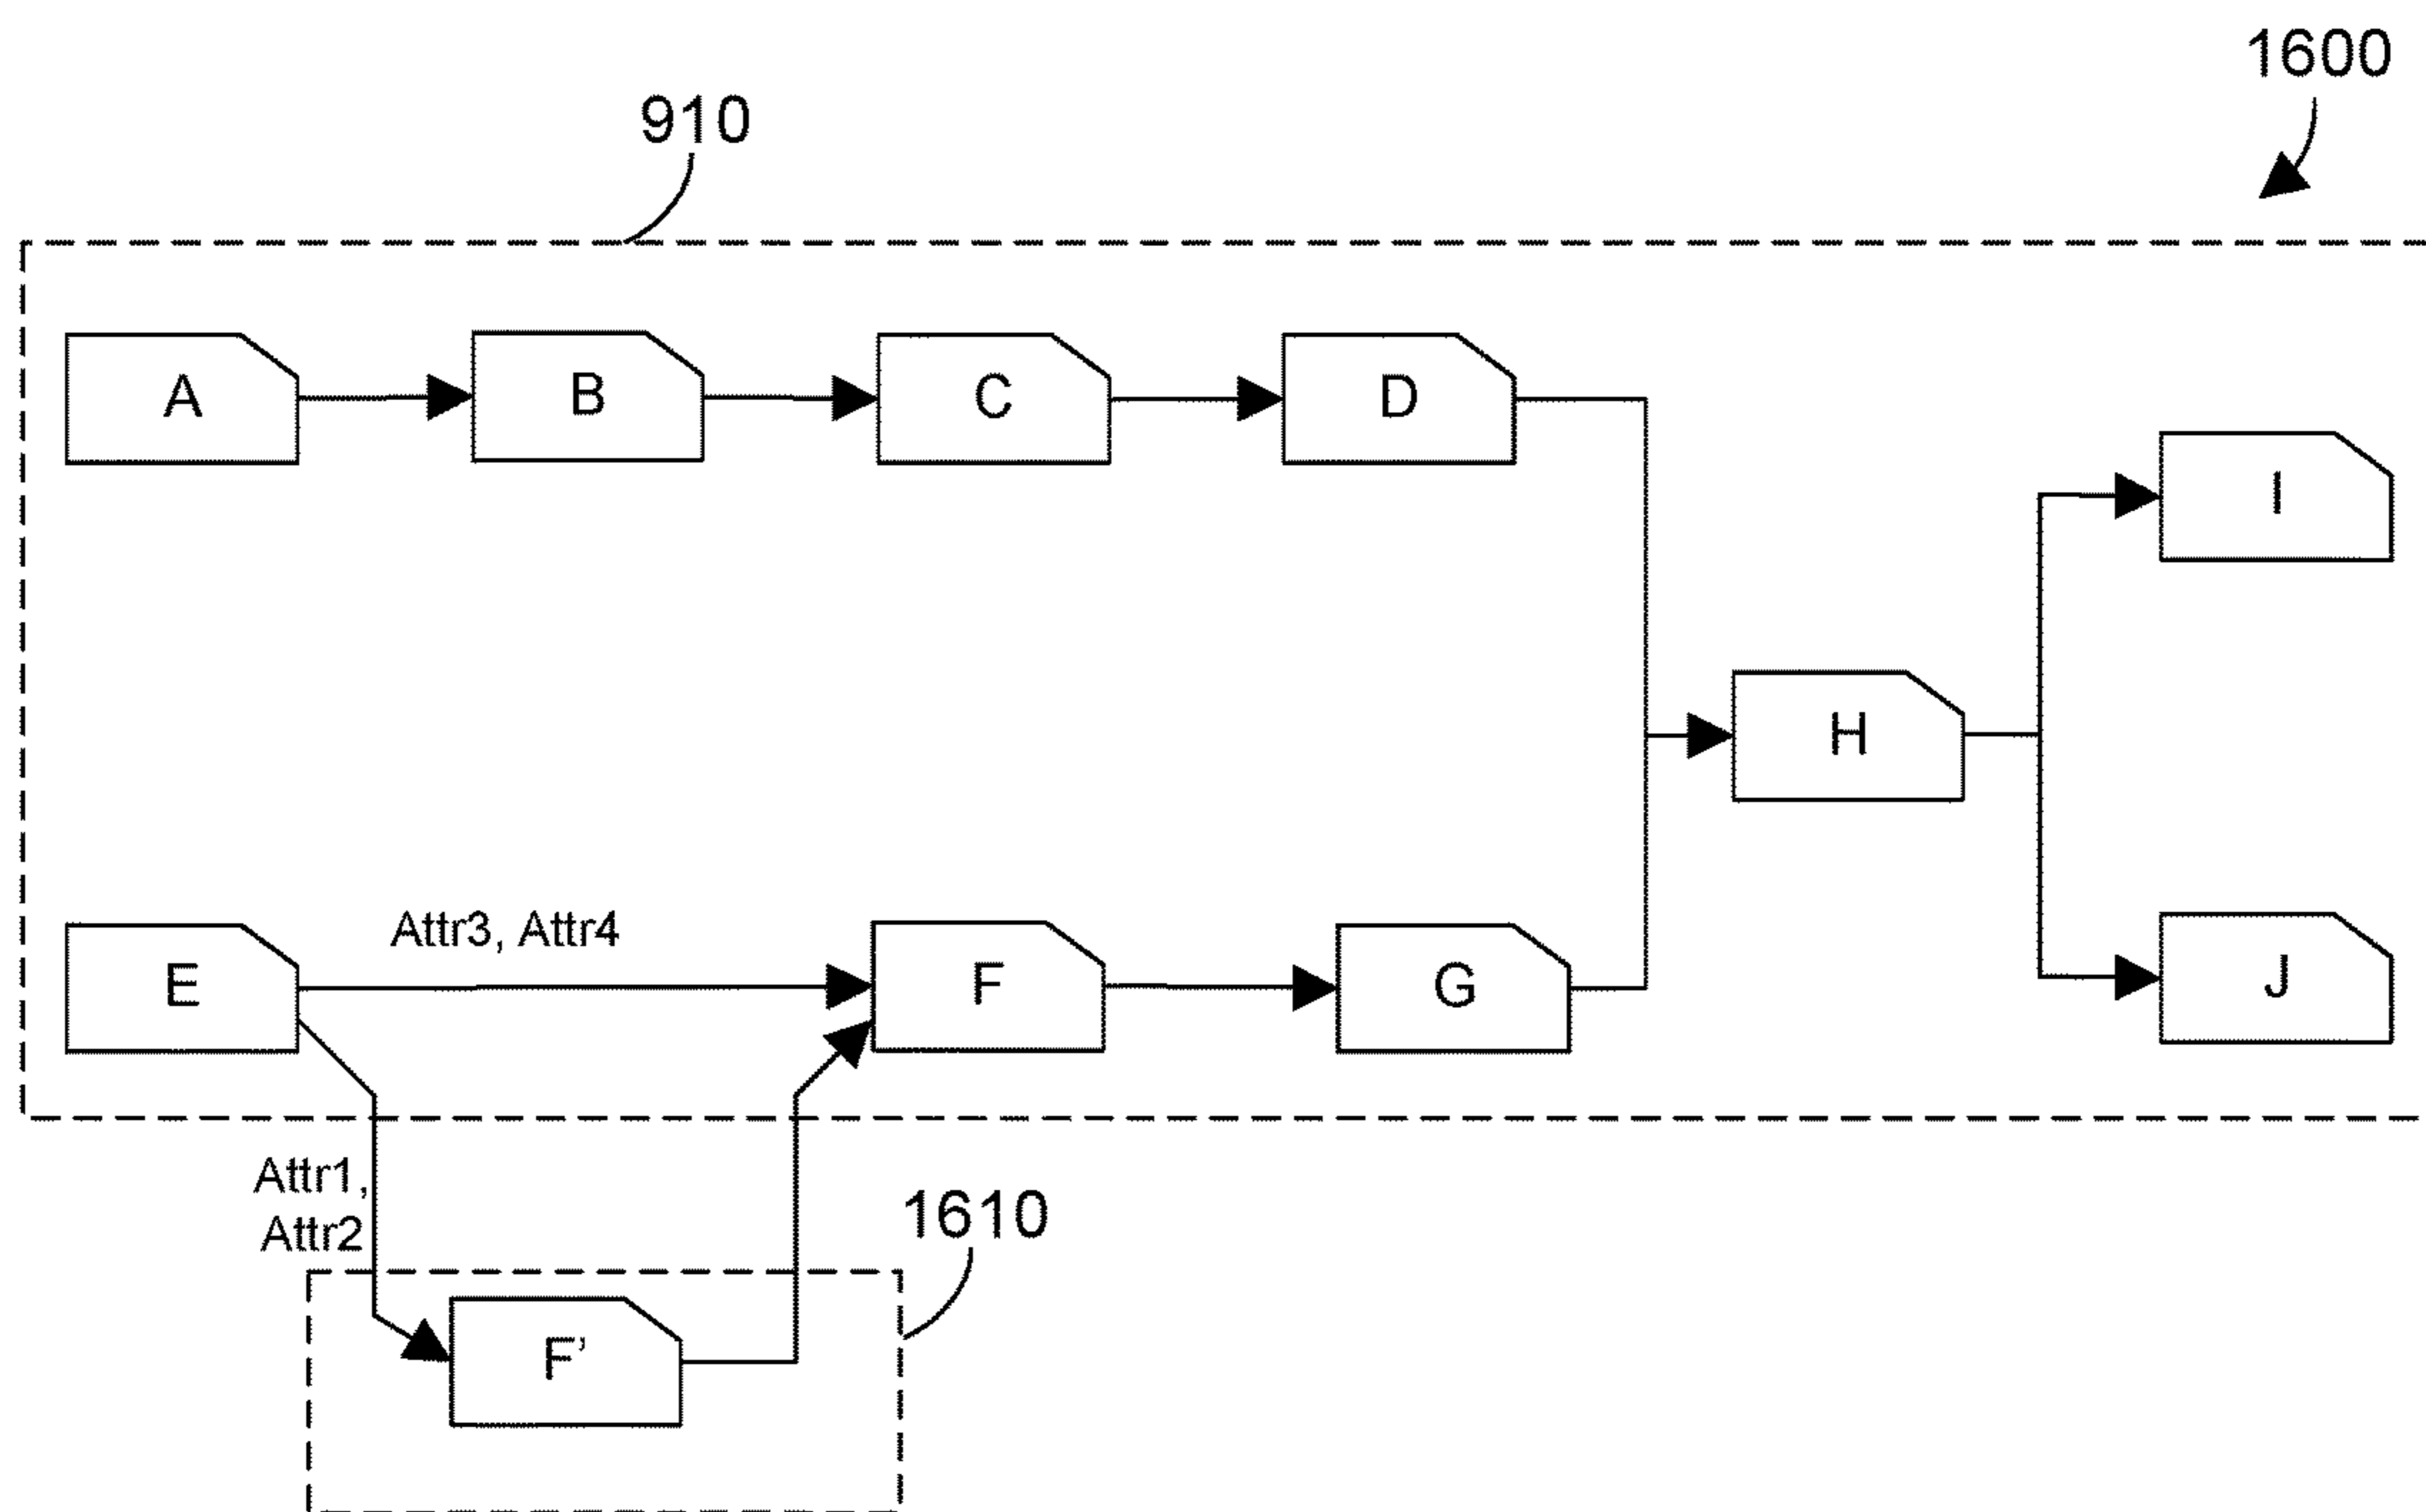 1600
910
A
B
C
D
I
H
Attr3, Attr4
E
F
G
J
Attr1,
Attr2
1610
F’